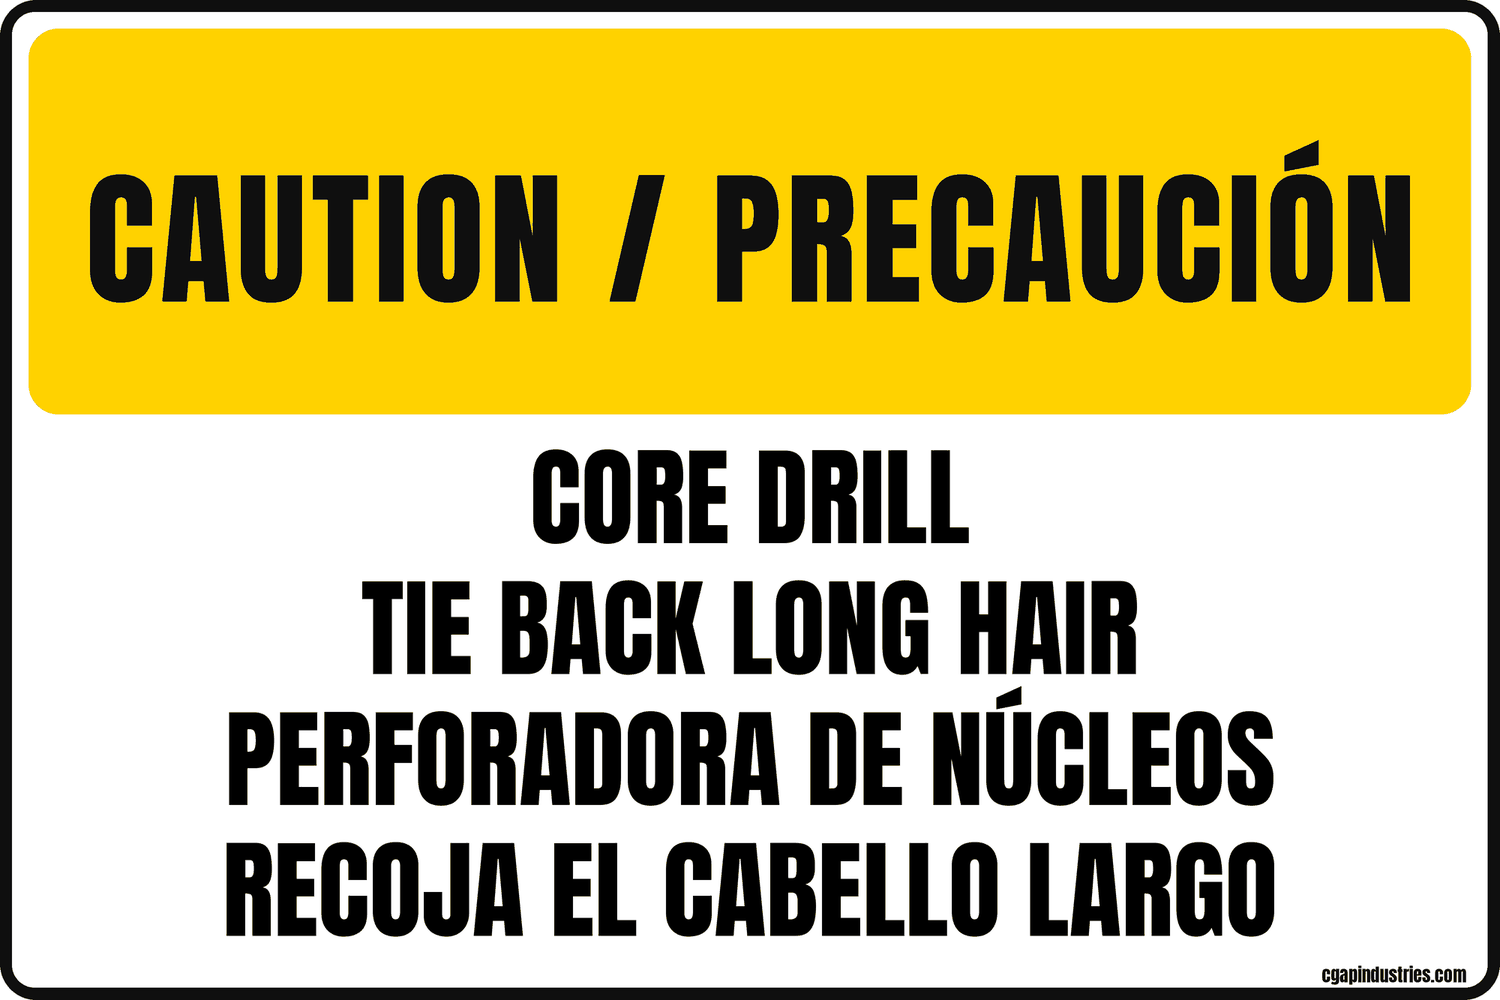 CAUTION / PRECAUCIÓN
CORE DRILL
TIE BACK LONG HAIR
PERFORADORA DE NÚCLEOS
RECOJA EL CABELLO LARGO
cgapindustries.com